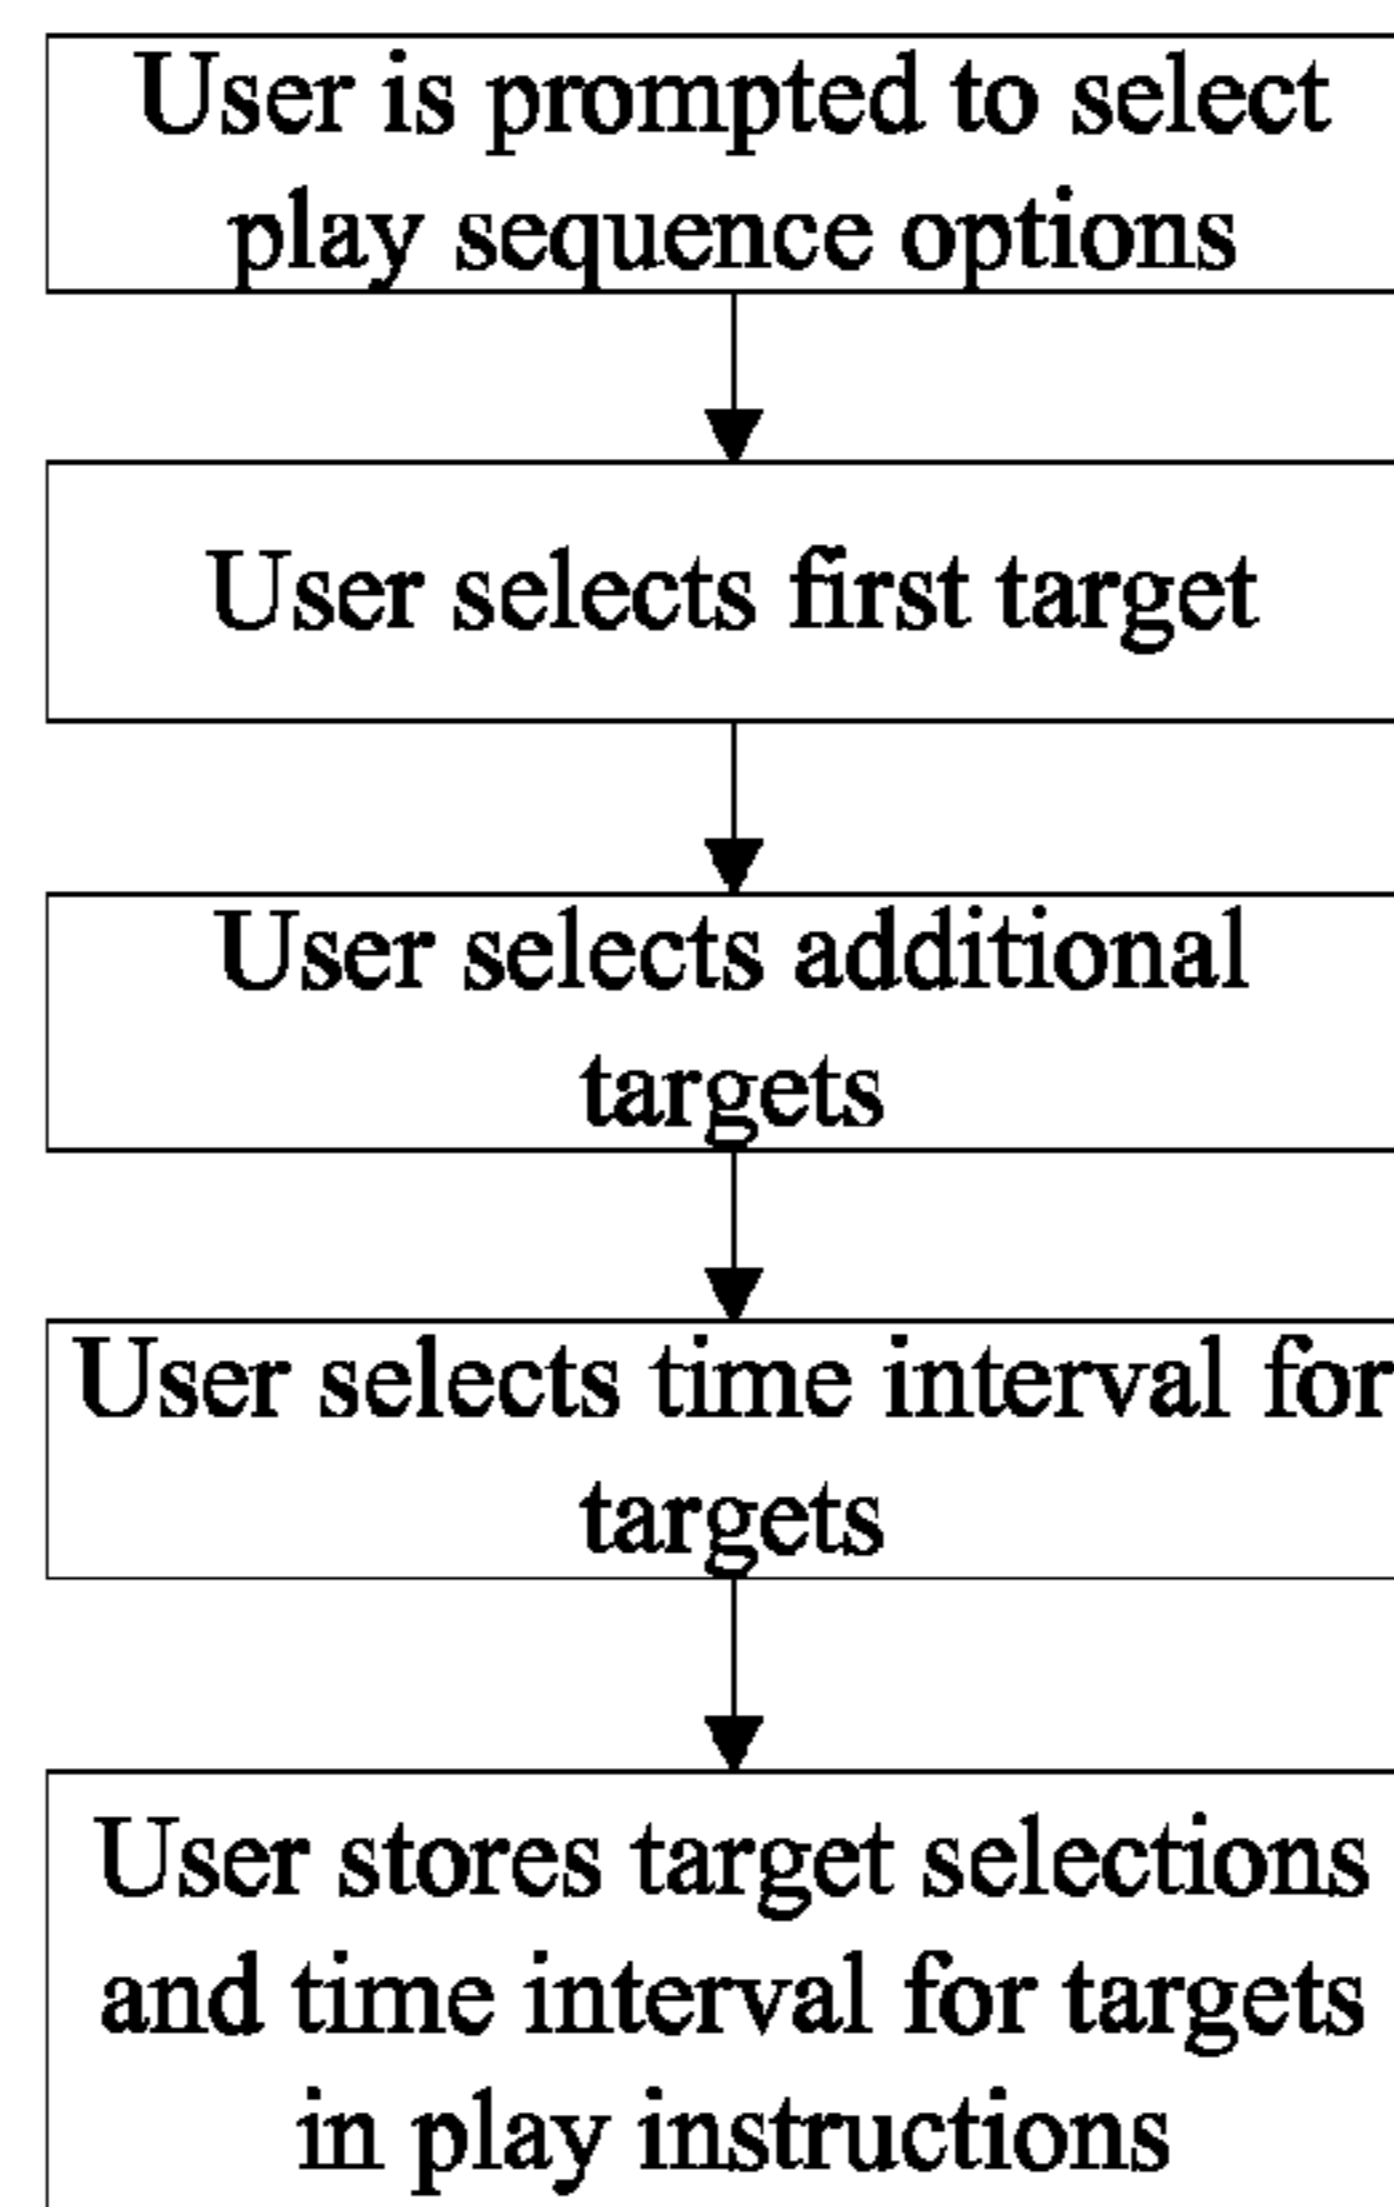 User is prompted to select
play sequence options
User selects first target
User selects additional
targets
User selects time interval for
targets
User stores target selections
and time interval for targets
in play instructions